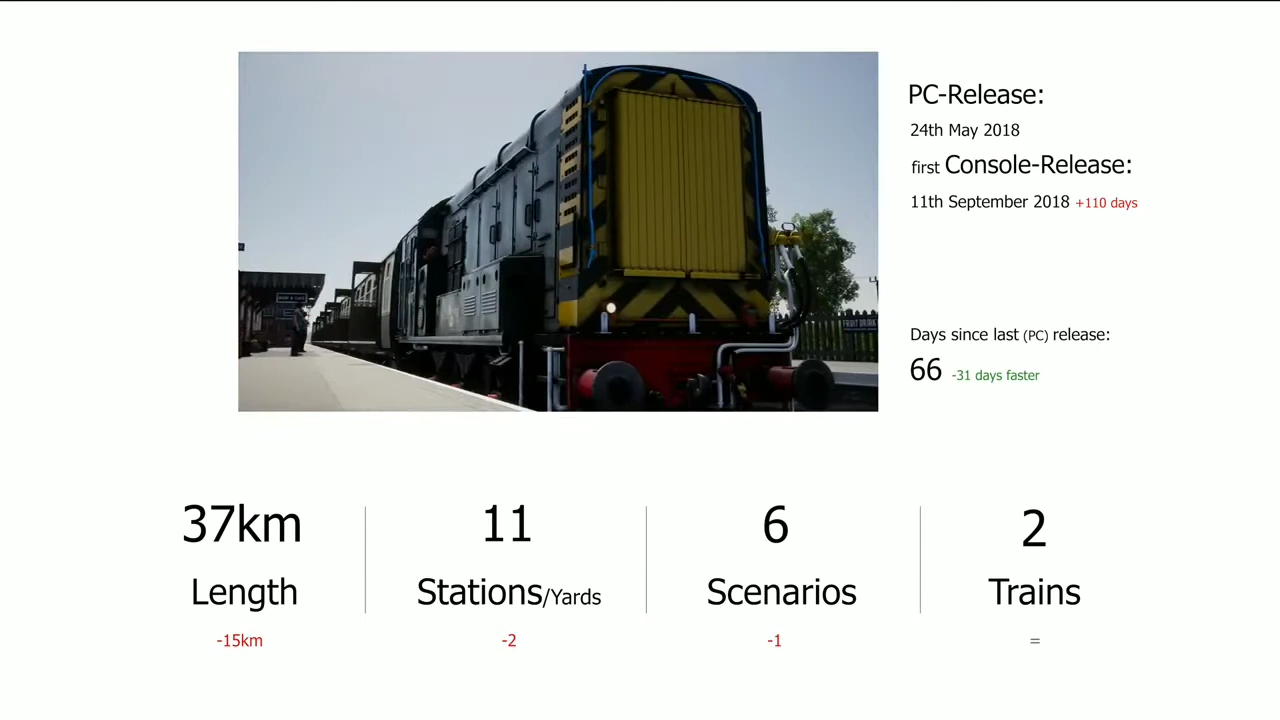 PC-Release:
24th May 2018
first Console-Release:
11th September 2018 +110 days
Days since last (PC) release:
66 -31 days faster
37km
Length
-15km
11
Stations/Yards
-2
6
Scenarios
-1
2
Trains
=